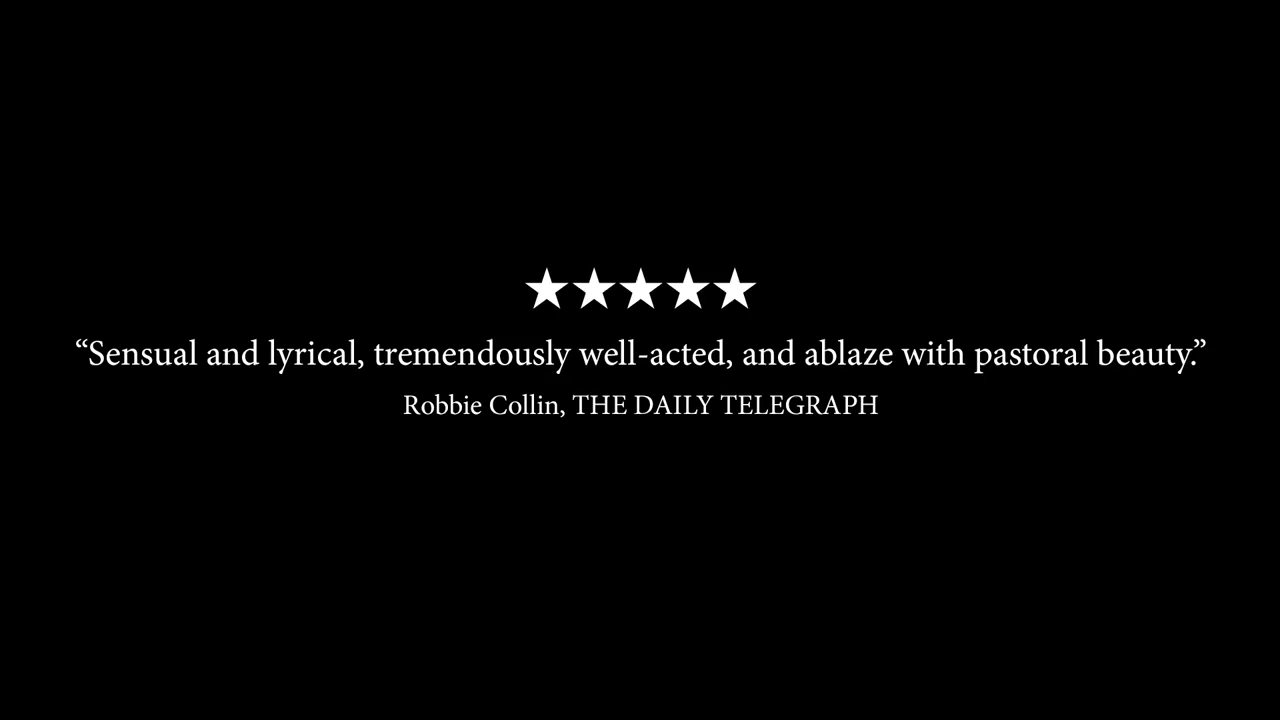 ★★★★★
“Sensual and lyrical, tremendously well-acted, and ablaze with pastoral beauty.”
Robbie Collin, THE DAILY TELEGRAPH